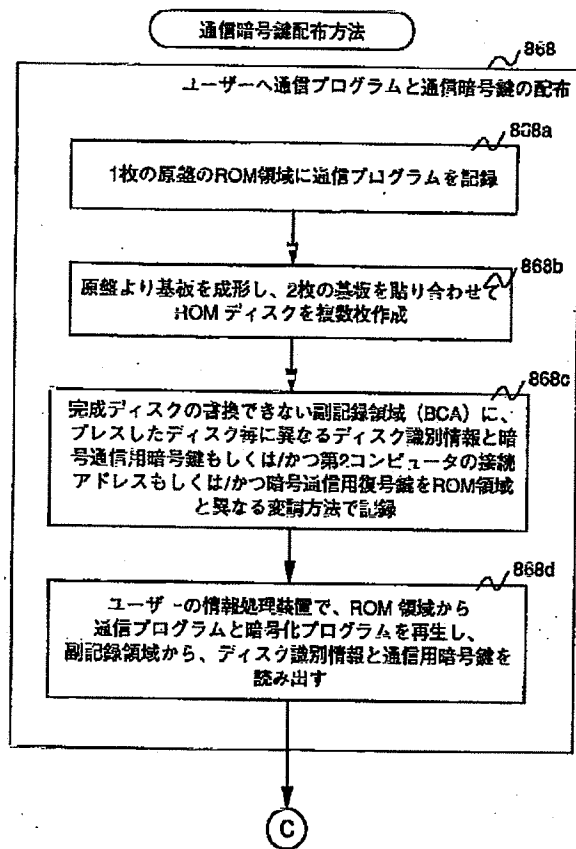 通信暗号鍵配布方法
868
ユーザーへ通信プログラムと通信暗号鍵の配布
868a
1枚の原盤のROM領域に通信プログラムを記録
868b
原盤より基板を成形し、2枚の基板を貼り合わせて
ROM ディスクを複数枚作成
868c
完成ディスクの書換できない副記録領域（BCA）に、
プレスしたディスク毎に異なるディスク識別情報と暗
号通信用暗号鍵もしくは/かつ第2コンピュータの接続
アドレスもしくは/かつ暗号通信用復号鍵をROM領域
と異なる変調方法で記録
868d
ユーザーの情報処理装置で、ROM 領域から
通信プログラムと暗号化プログラムを再生し、
副記録領域から、ディスク識別情報と通信用暗号鍵を
読み出す
C